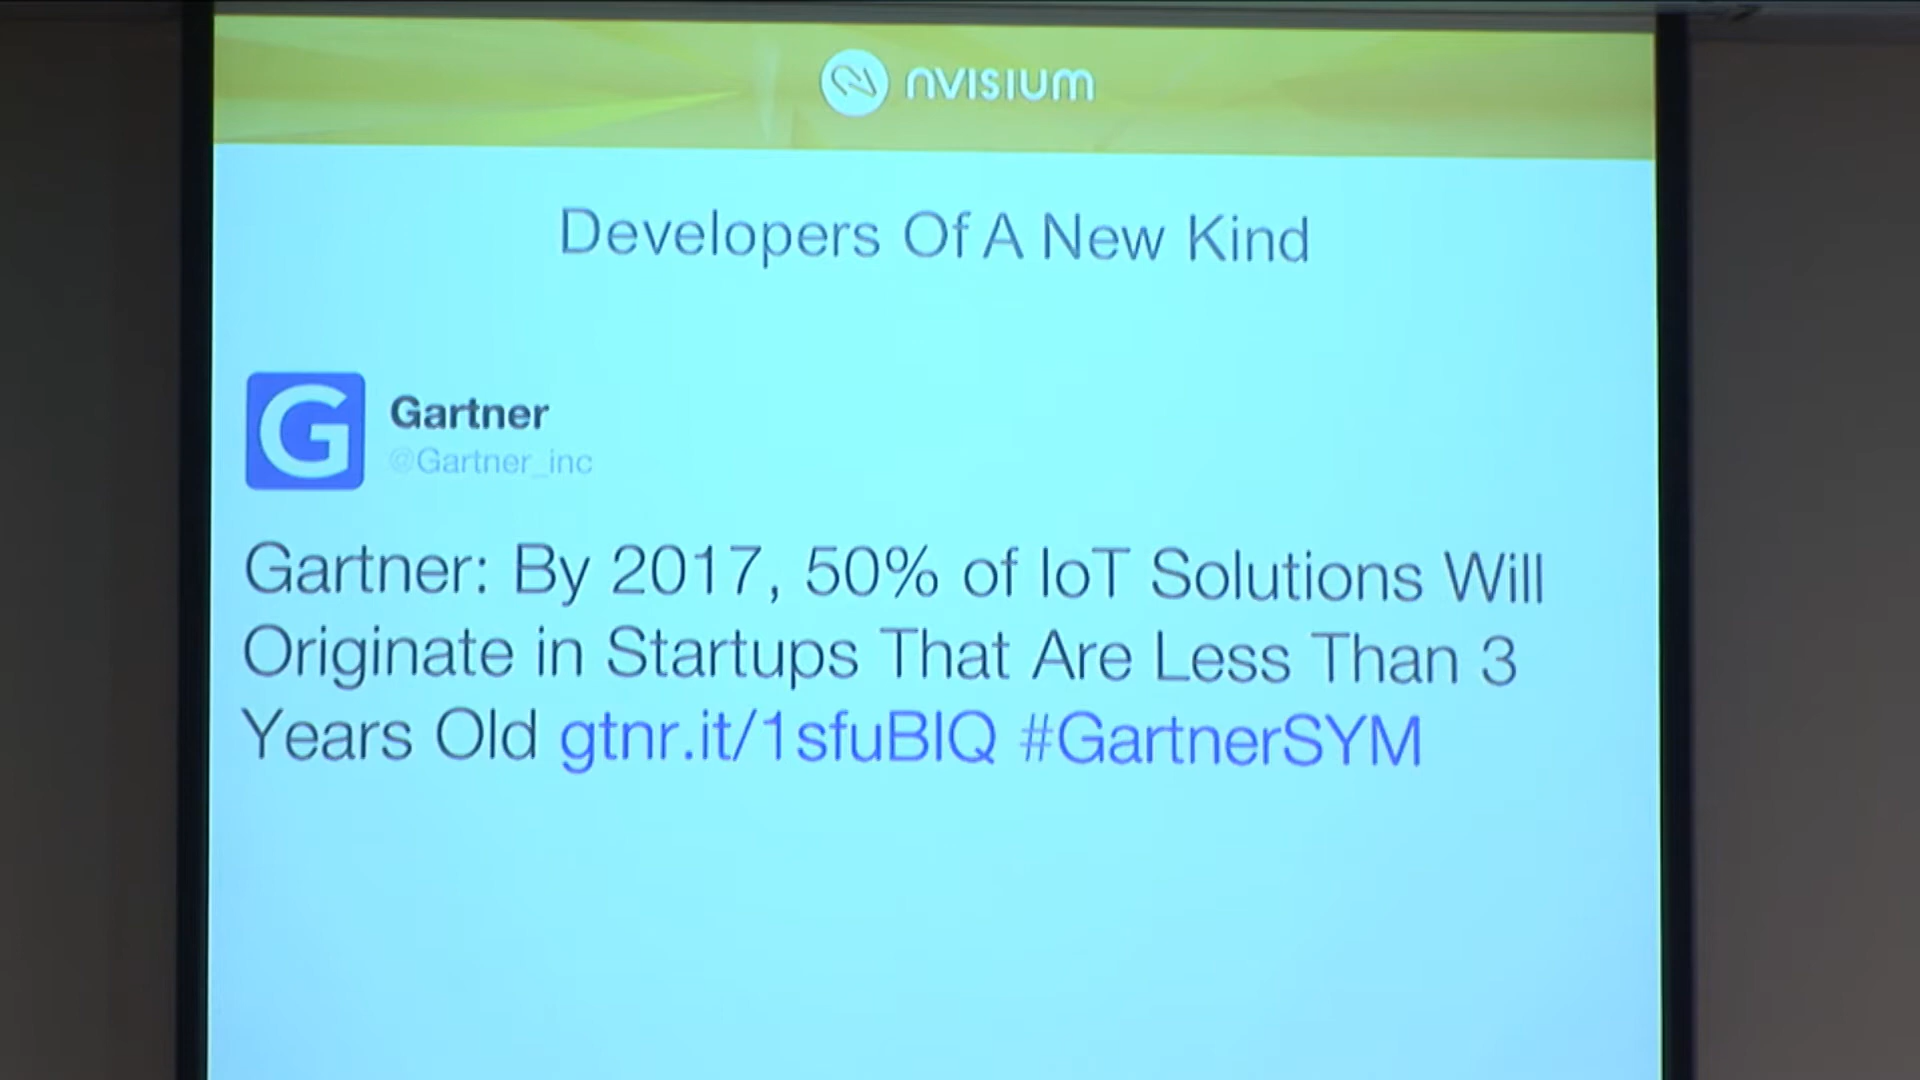 nVISIUM
Developers Of A New Kind
Gartner
@Gartner_inc
Gartner: By 2017, 50% of IoT Solutions Will
Originate in Startups That Are Less Than 3
Years Old gtnr.it/1sfuBIQ #GartnerSYM